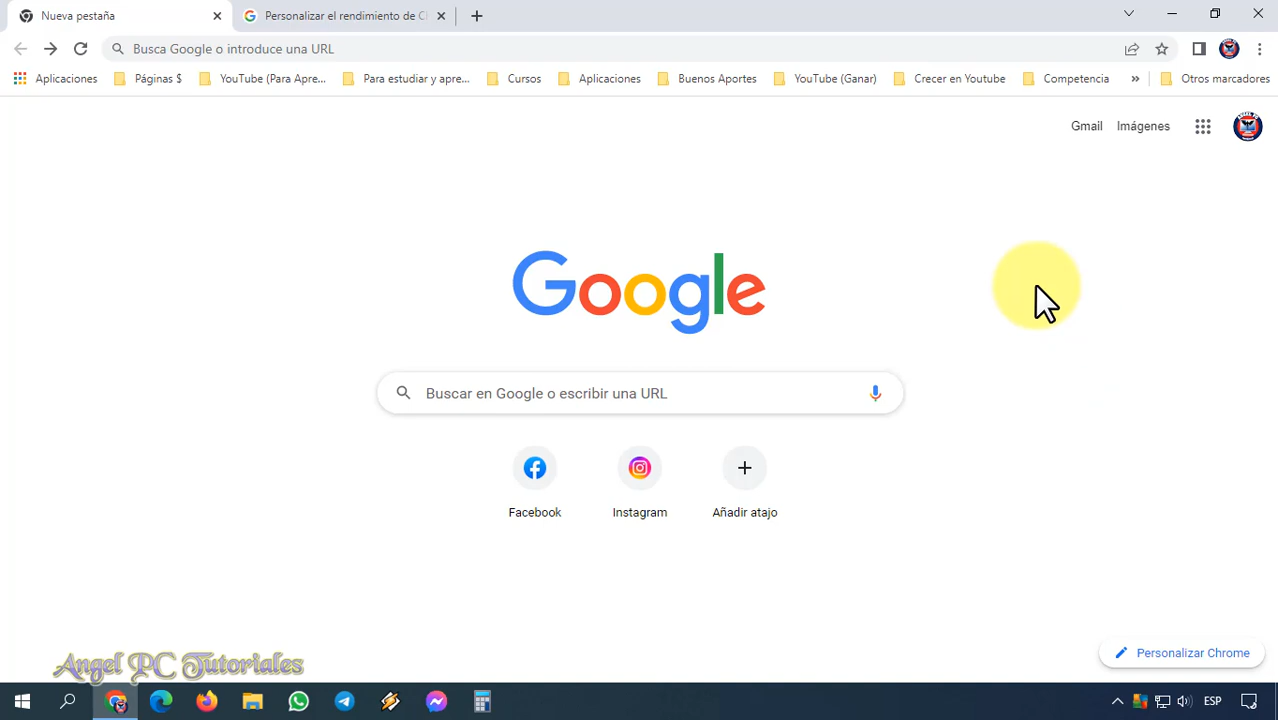 Nueva pestaña
Personalizar el rendimiento de C
Busca Google o introduce una URL
Aplicaciones
Páginas $
YouTube (Para Apre...
Para estudiar y apre...
Cursos
Aplicaciones
Buenos Aportes
YouTube (Ganar)
Crecer en Youtube
Competencia
»
Otros marcadores
Gmail
Imágenes
Google
Buscar en Google o escribir una URL
Facebook
Instagram
Añadir atajo
Personalizar Chrome
Angel PC Tutoriales
ESP